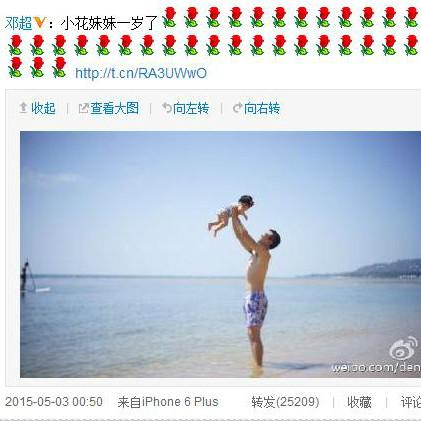 邓超V：小花妹妹一岁了
http://t.cn/RA3UWwO
收起 | 查看大图 | 向左转 | 向右转
weibo.com/den
2015-05-03 00:50 来自iPhone 6 Plus 转发(25209) | 收藏 | 评论